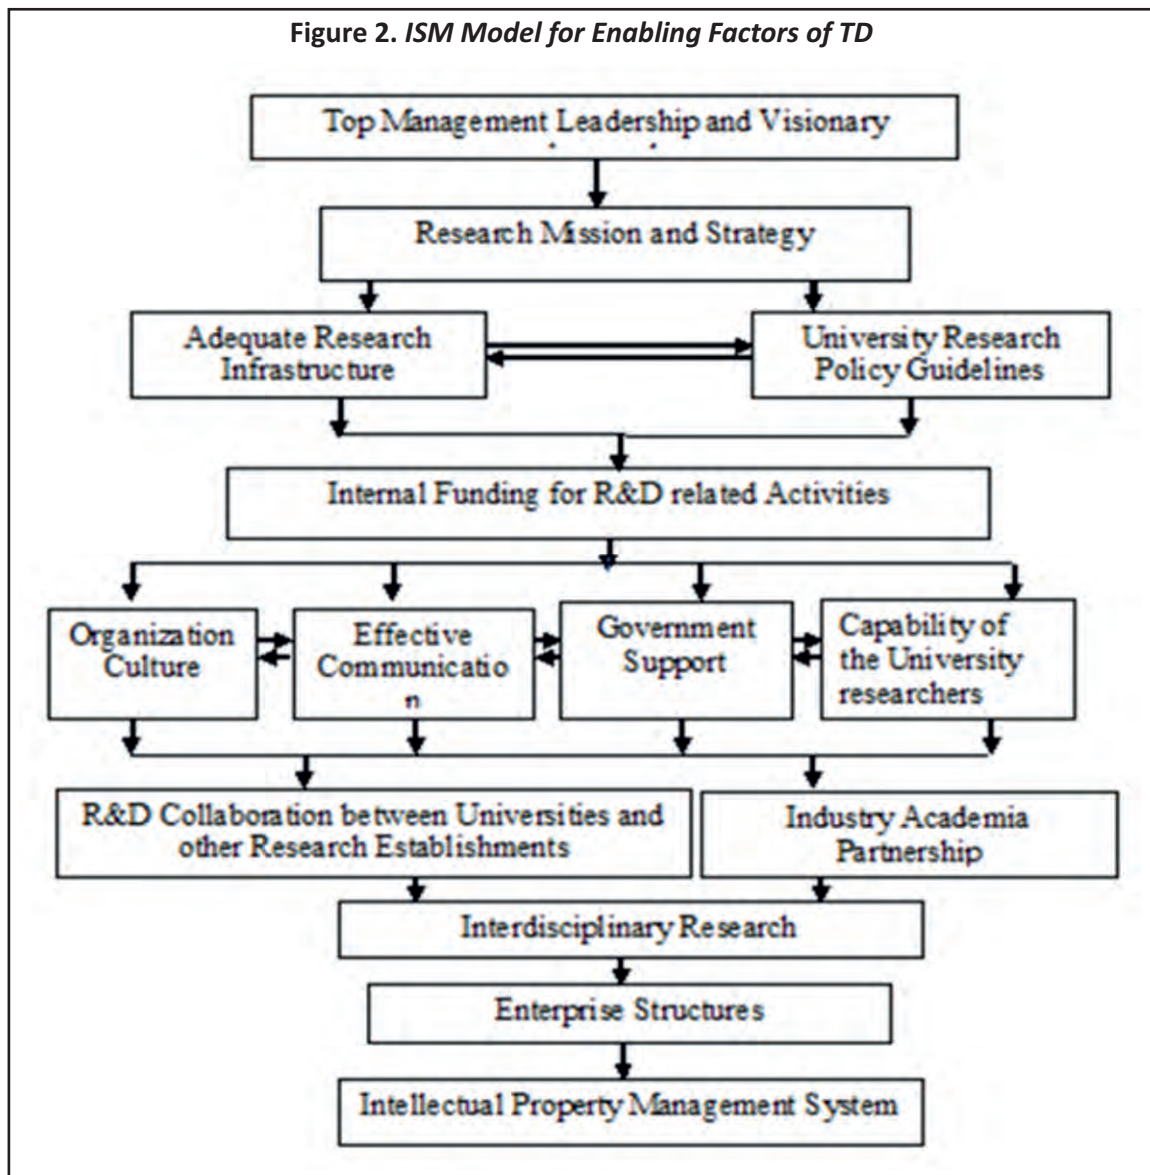 Figure 2. ISM Model for Enabling Factors of TD
Top Management Leadership and Visionary
Research Mission and Strategy
Adequate Research
Infrastructure
University Research
Policy Guidelines
Internal Funding for R&D related Activities
Organization
Culture
Effective
Communicatio
n
Government
Support
Capability of
the University
researchers
R&D Collaboration between Universities and
other Research Establishments
Industry Academia
Partnership
Interdisciplinary Research
Enterprise Structures
Intellectual Property Management System